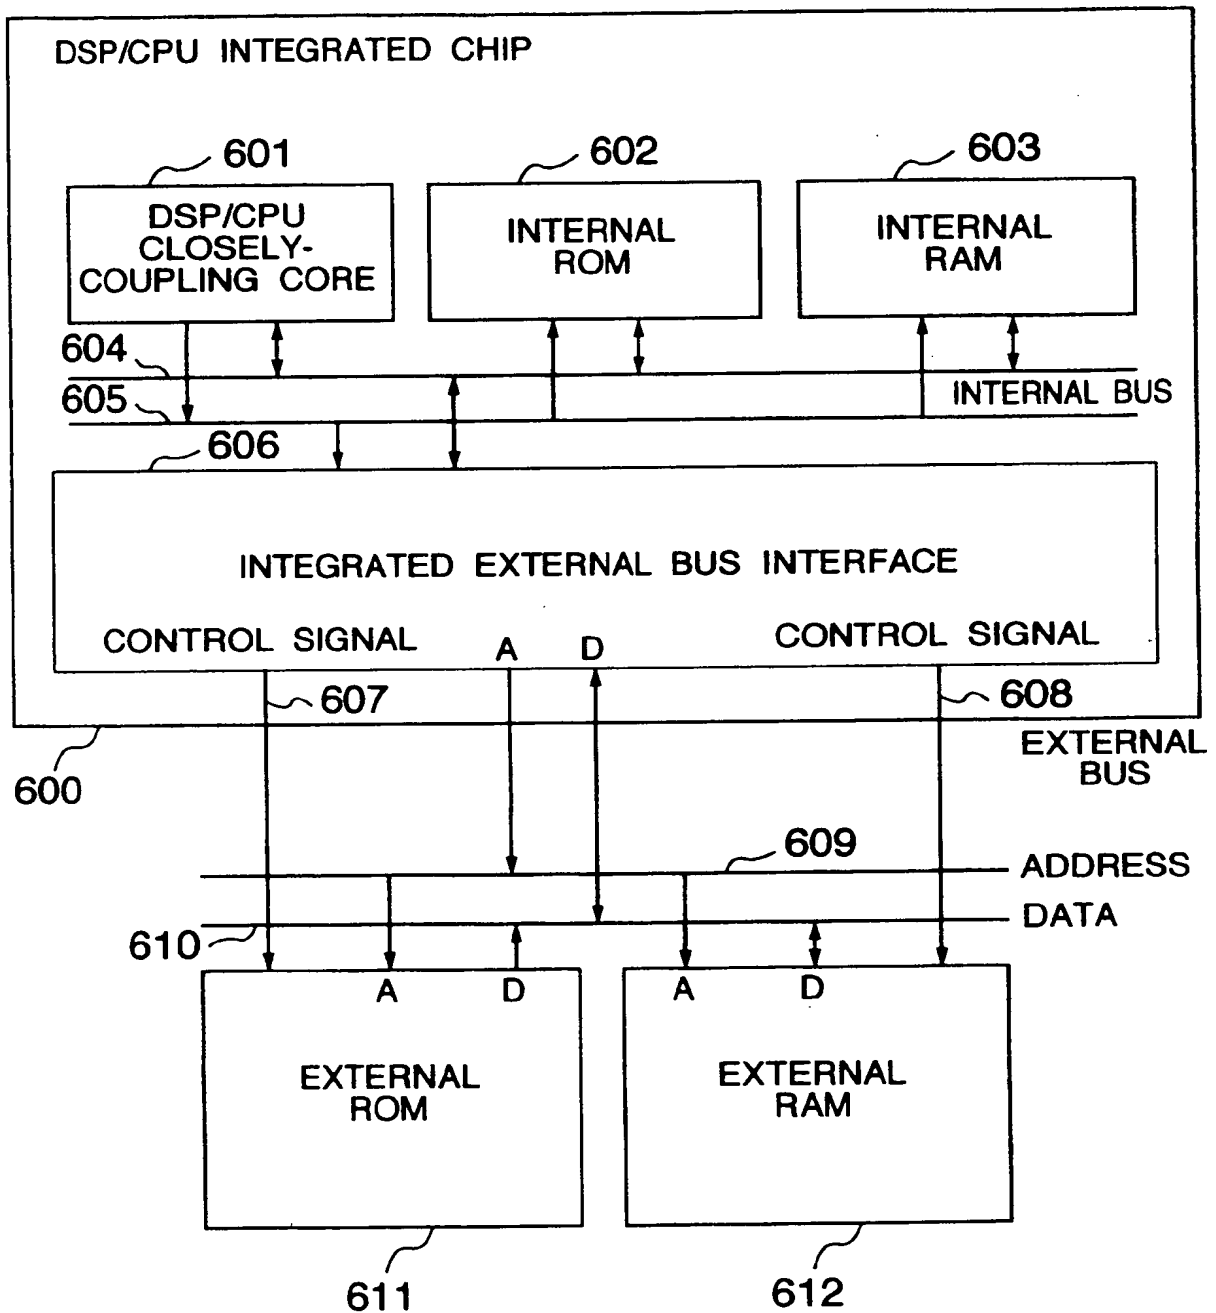 DSP/CPU INTEGRATED CHIP
601
602
603
DSP/CPU
CLOSELY-
COUPLING CORE
INTERNAL
ROM
INTERNAL
RAM
604
605
INTERNAL BUS
606
INTEGRATED EXTERNAL BUS INTERFACE
CONTROL SIGNAL
A
D
CONTROL SIGNAL
607
608
600
EXTERNAL
BUS
609
ADDRESS
610
DATA
A
D
A
D
EXTERNAL
ROM
EXTERNAL
RAM
611
612